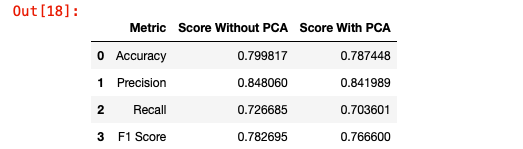 Out[18]:
Metric Score Without PCA Score With PCA
0 Accuracy 0.799817 0.787448
1 Precision 0.848060 0.841989
2 Recall 0.726685 0.703601
3 F1 Score 0.782695 0.766600